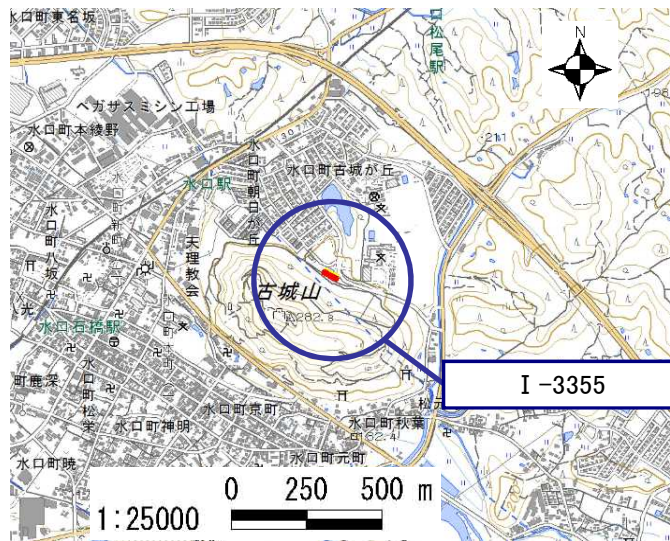 水口町東名坂
水口松尾駅
N
ペガサスミシン工場
水口町本綾野
307
211
水口町古城が丘
水口駅
水口町朝日が丘
水口町八坂
天理教会
古城山
282.9
水口石橋駅
I-3355
町鹿深
水口町松栄
水口町京町
水口町秋葉
水口町神明
162.4
水口町暁
水口町元町
0 250 500 m
1:25000